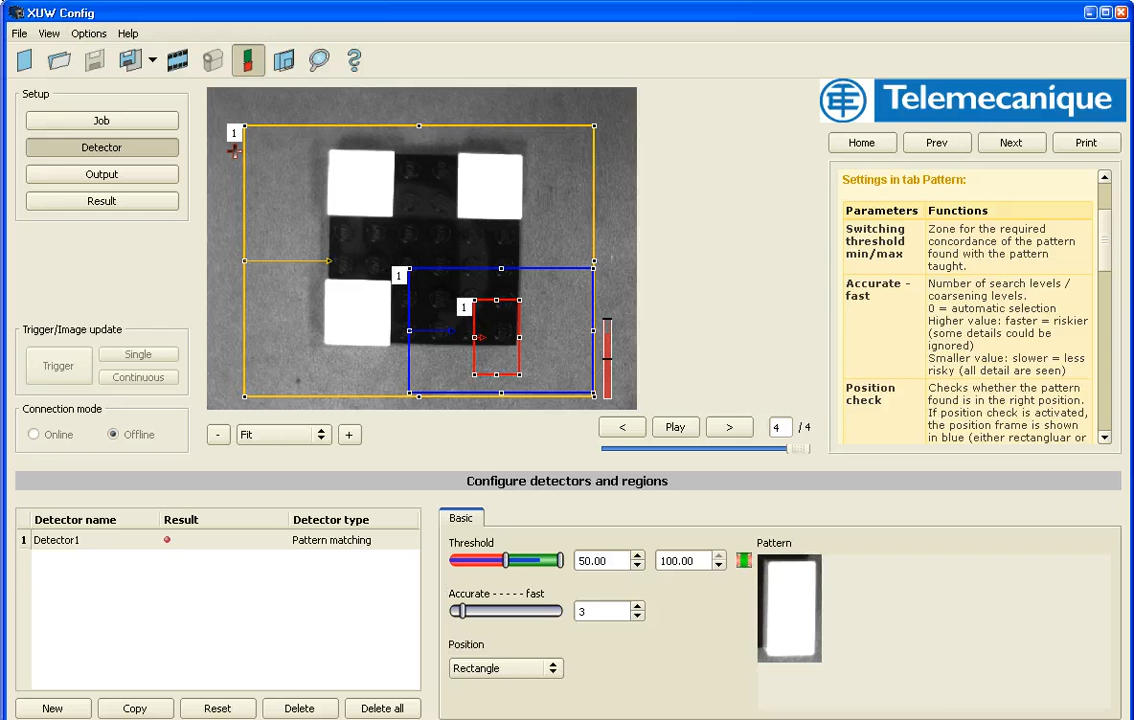 XUW Config
File View Options Help
Setup
Job
Detector
Output
Result
Trigger/Image update
Trigger
Single
Continuous
Connection mode
Online
Offline
1
1
1
- Fit +
< Play > 4 / 4
Telemecanique
Home Prev Next Print
Settings in tab Pattern:
Parameters Functions
Switching threshold min/max
Zone for the required
concordance of the pattern
found with the pattern
taught.
Accurate - fast
Number of search levels /
coarsening levels.
0 = automatic selection
Higher value: faster = riskier
(some details could be
ignored)
Smaller value: slower = less
risky (all detail are seen)
Position check
Checks whether the pattern
found is in the right position.
If position check is activated,
the position frame is shown
in blue (either rectangluar or
Configure detectors and regions
Detector name Result Detector type
1 Detector1 Pattern matching
New Copy Reset Delete Delete all
Basic
Threshold
50.00 100.00
Accurate - - - - - fast
3
Position
Rectangle
Pattern